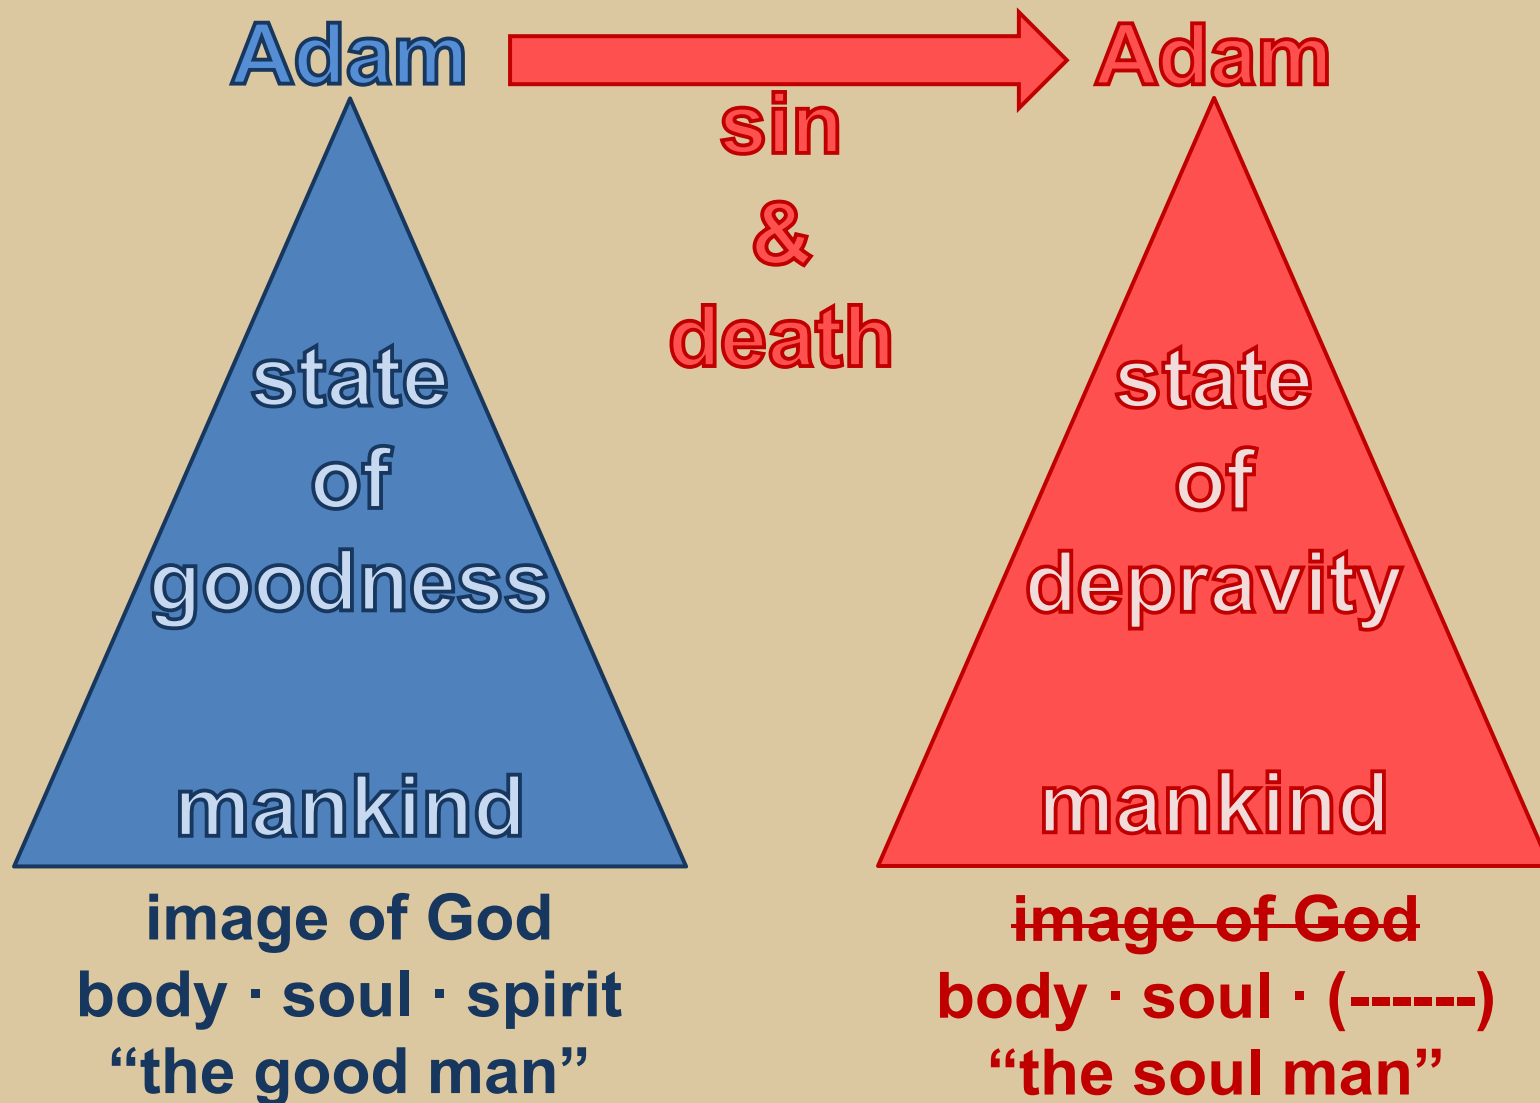 Adam
Adam
sin
&
death
state
of
goodness
mankind
state
of
depravity
mankind
image of God
body · soul · spirit
“the good man”
image of God
body · soul · (------)
“the soul man”